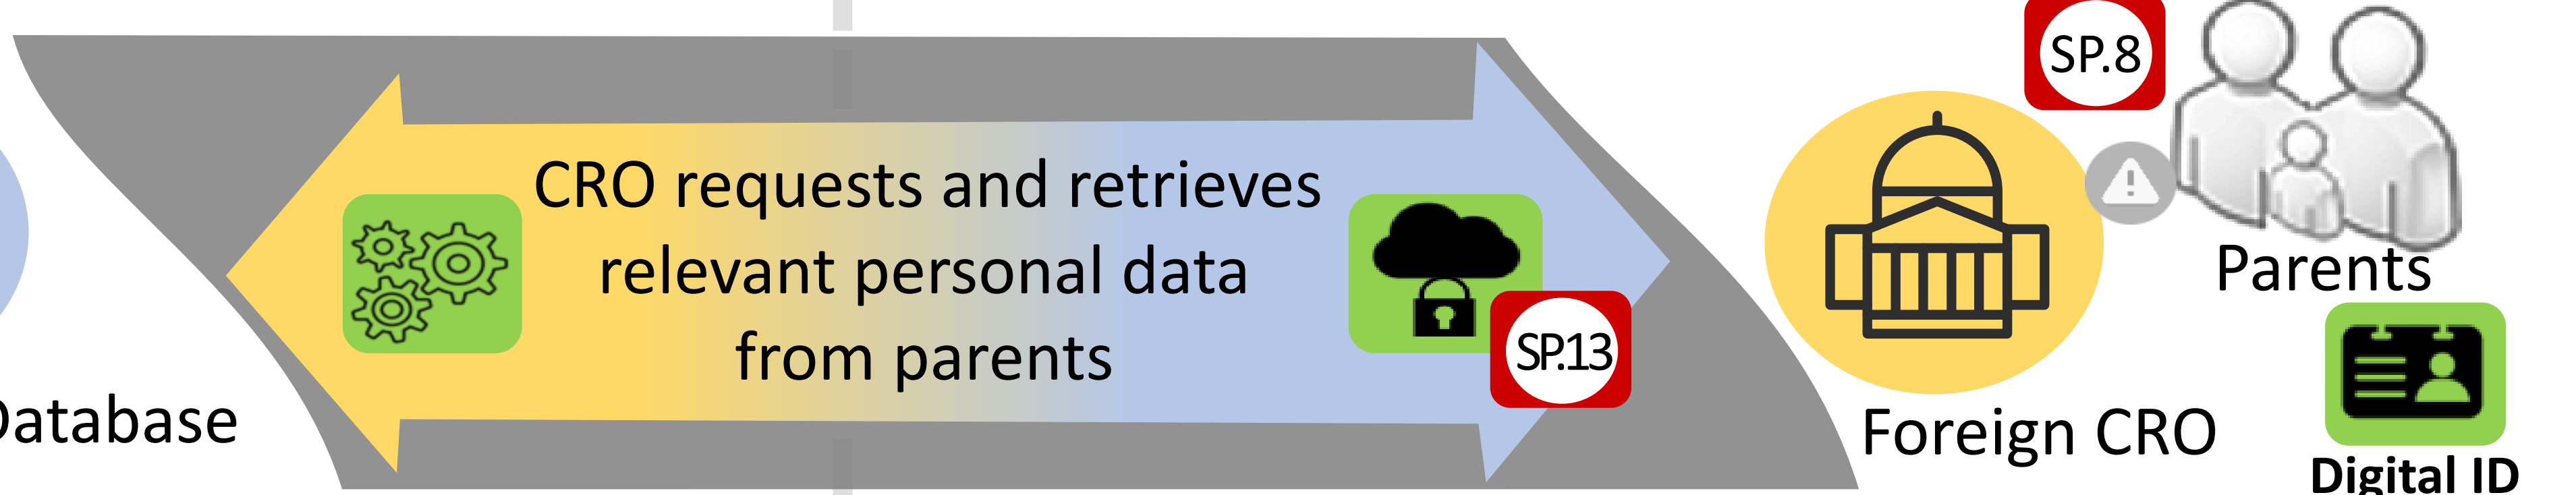 SP.8
CRO requests and retrieves
relevant personal data
from parents
SP.13
Parents
Database
Foreign CRO
Digital ID